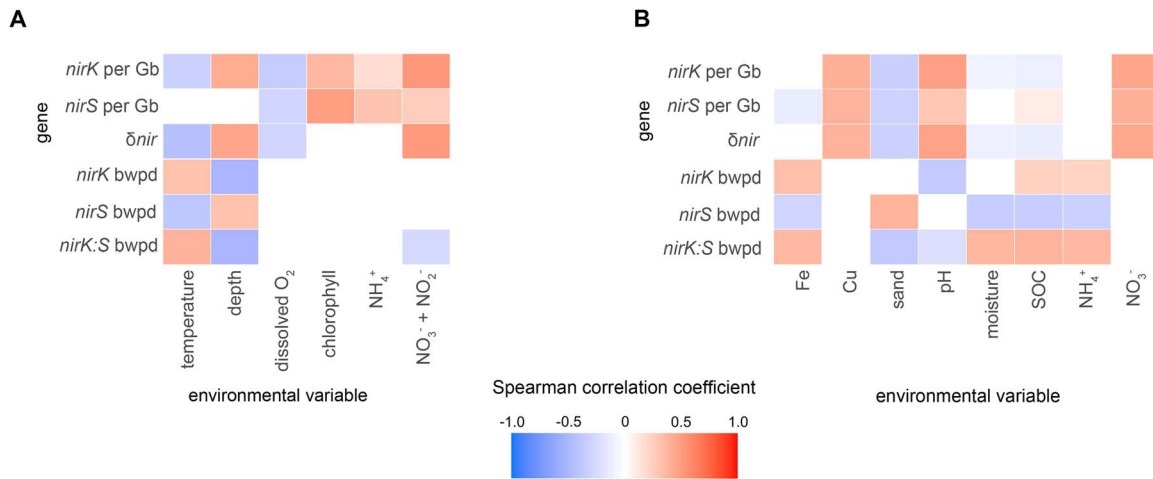 A
B
gene
nirK per Gb
nirS per Gb
δnir
nirK bwpd
nirS bwpd
nirK:S bwpd
temperature
depth
dissolved O₂
chlorophyll
NH₄⁺
NO₃⁻ + NO₂⁻
environmental variable
gene
nirK per Gb
nirS per Gb
δnir
nirK bwpd
nirS bwpd
nirK:S bwpd
Fe
Cu
sand
pH
moisture
SOC
NH₄⁺
NO₃⁻
environmental variable
Spearman correlation coefficient
-1.0 -0.5 0 0.5 1.0